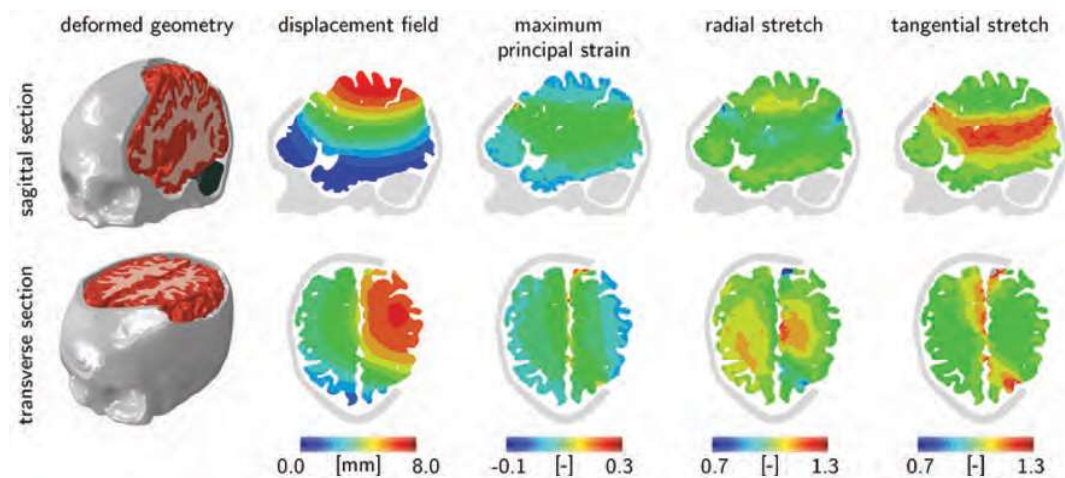 deformed geometry
displacement field
maximum
principal strain
radial stretch
tangential stretch
sagittal section
transverse section
0.0 [mm] 8.0
-0.1 [-] 0.3
0.7 [-] 1.3
0.7 [-] 1.3